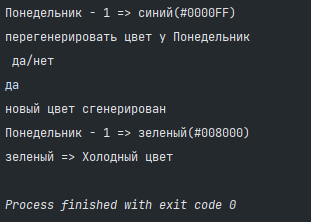 Понедельник - 1 => синий(#0000FF)
перегенерировать цвет у Понедельник
да/нет
да
новый цвет сгенерирован
Понедельник - 1 => зеленый(#008000)
зеленый => Холодный цвет
Process finished with exit code 0